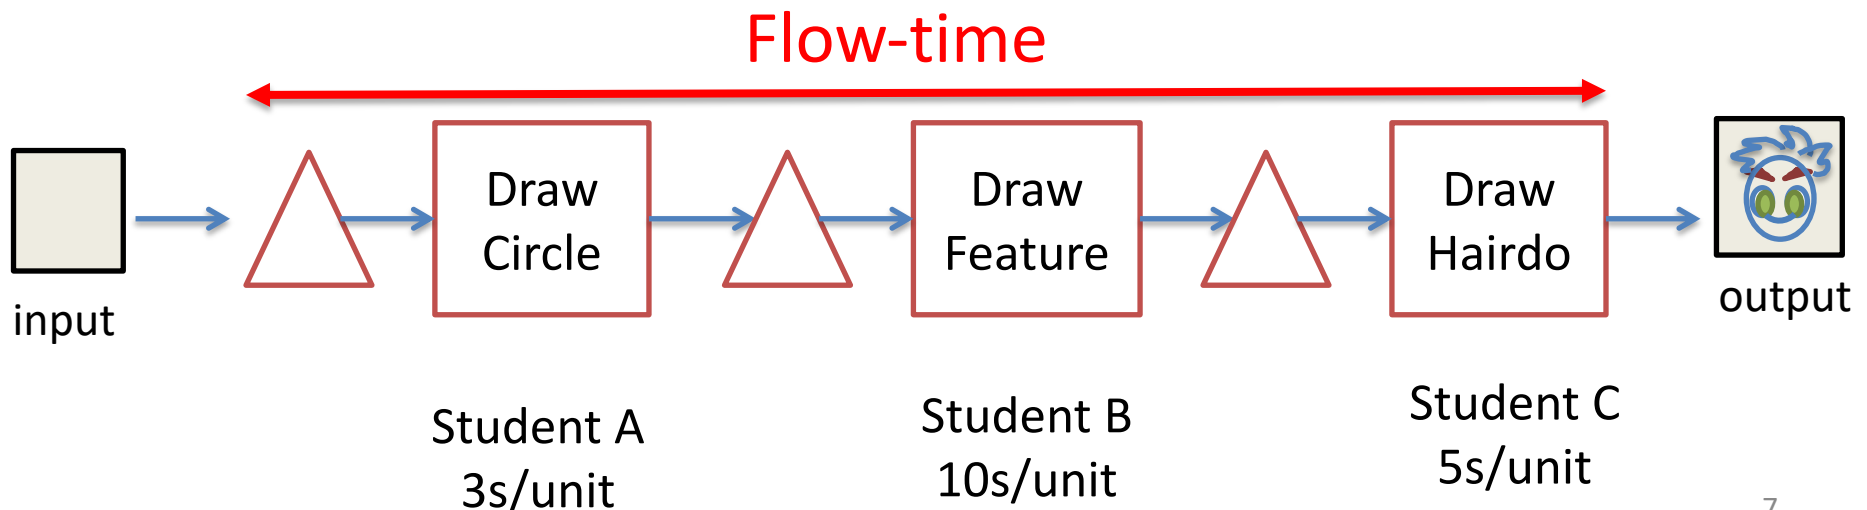 Flow-time
input
Draw
Circle
Draw
Feature
Draw
Hairdo
output
Student A
3s/unit
Student B
10s/unit
Student C
5s/unit
7